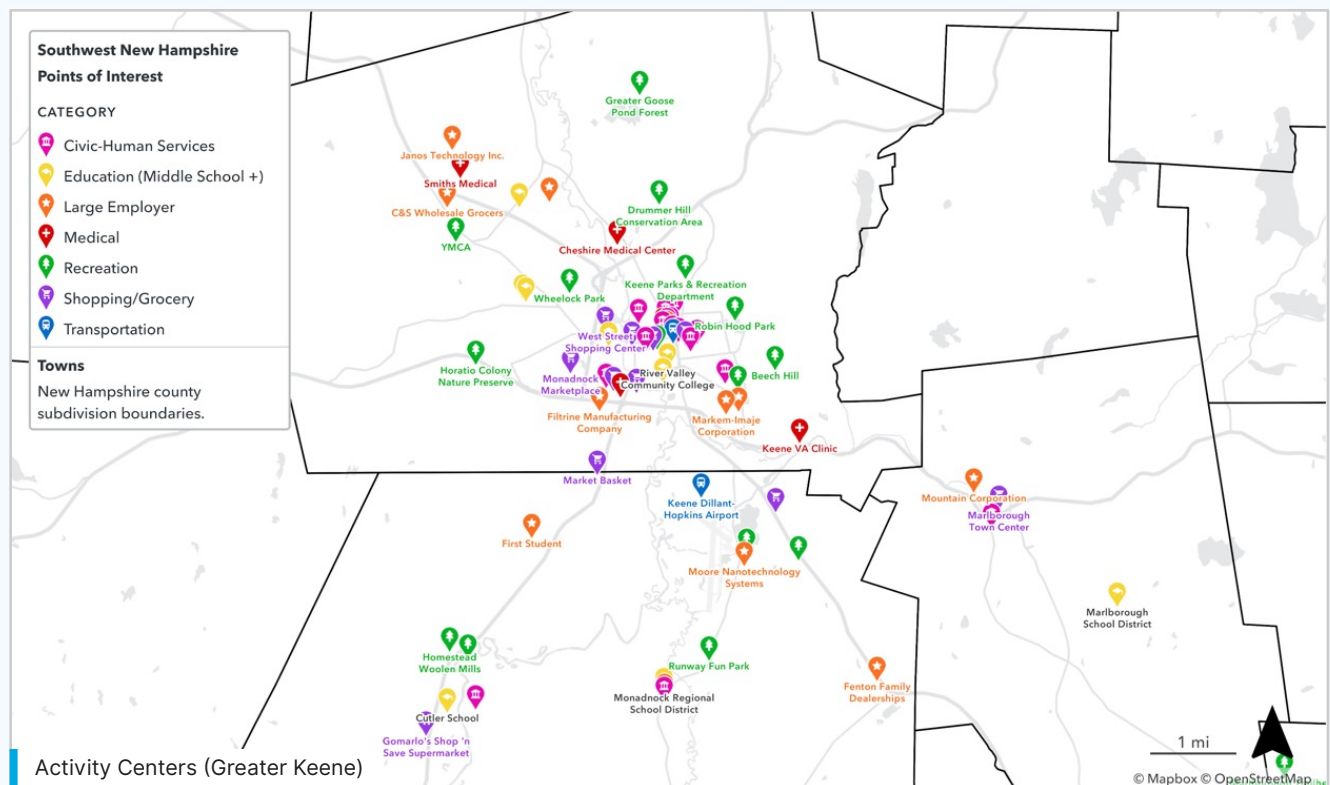 Southwest New Hampshire
Points of Interest
CATEGORY
Civic-Human Services
Education (Middle School +)
Large Employer
Medical
Recreation
Shopping/Grocery
Transportation
Towns
New Hampshire county
subdivision boundaries.
Greater Goose
Pond Forest
Janos Technology Inc.
Smiths Medical
C&S Wholesale Grocers
YMCA
Drummer Hill
Conservation Area
Cheshire Medical Center
Keene Parks & Recreation
Department
Wheelock Park
Robin Hood Park
West Street
Shopping Center
Horatio Colony
Nature Preserve
Monadnock
Marketplace
River Valley
Community College
Beech Hill
Filtrine Manufacturing
Company
Markem-Imaje
Corporation
Keene VA Clinic
Market Basket
Keene Dillant-
Hopkins Airport
Mountain Corporation
Marlborough
Town Center
First Student
Moore Nanotechnology
Systems
Marlborough
School District
Homestead
Woolen Mills
Runway Fun Park
Fenton Family
Dealerships
Monadnock Regional
School District
Cutler School
Gomarlo's Shop 'n
Save Supermarket
1 mi
Activity Centers (Greater Keene)
© Mapbox © OpenStreetMap